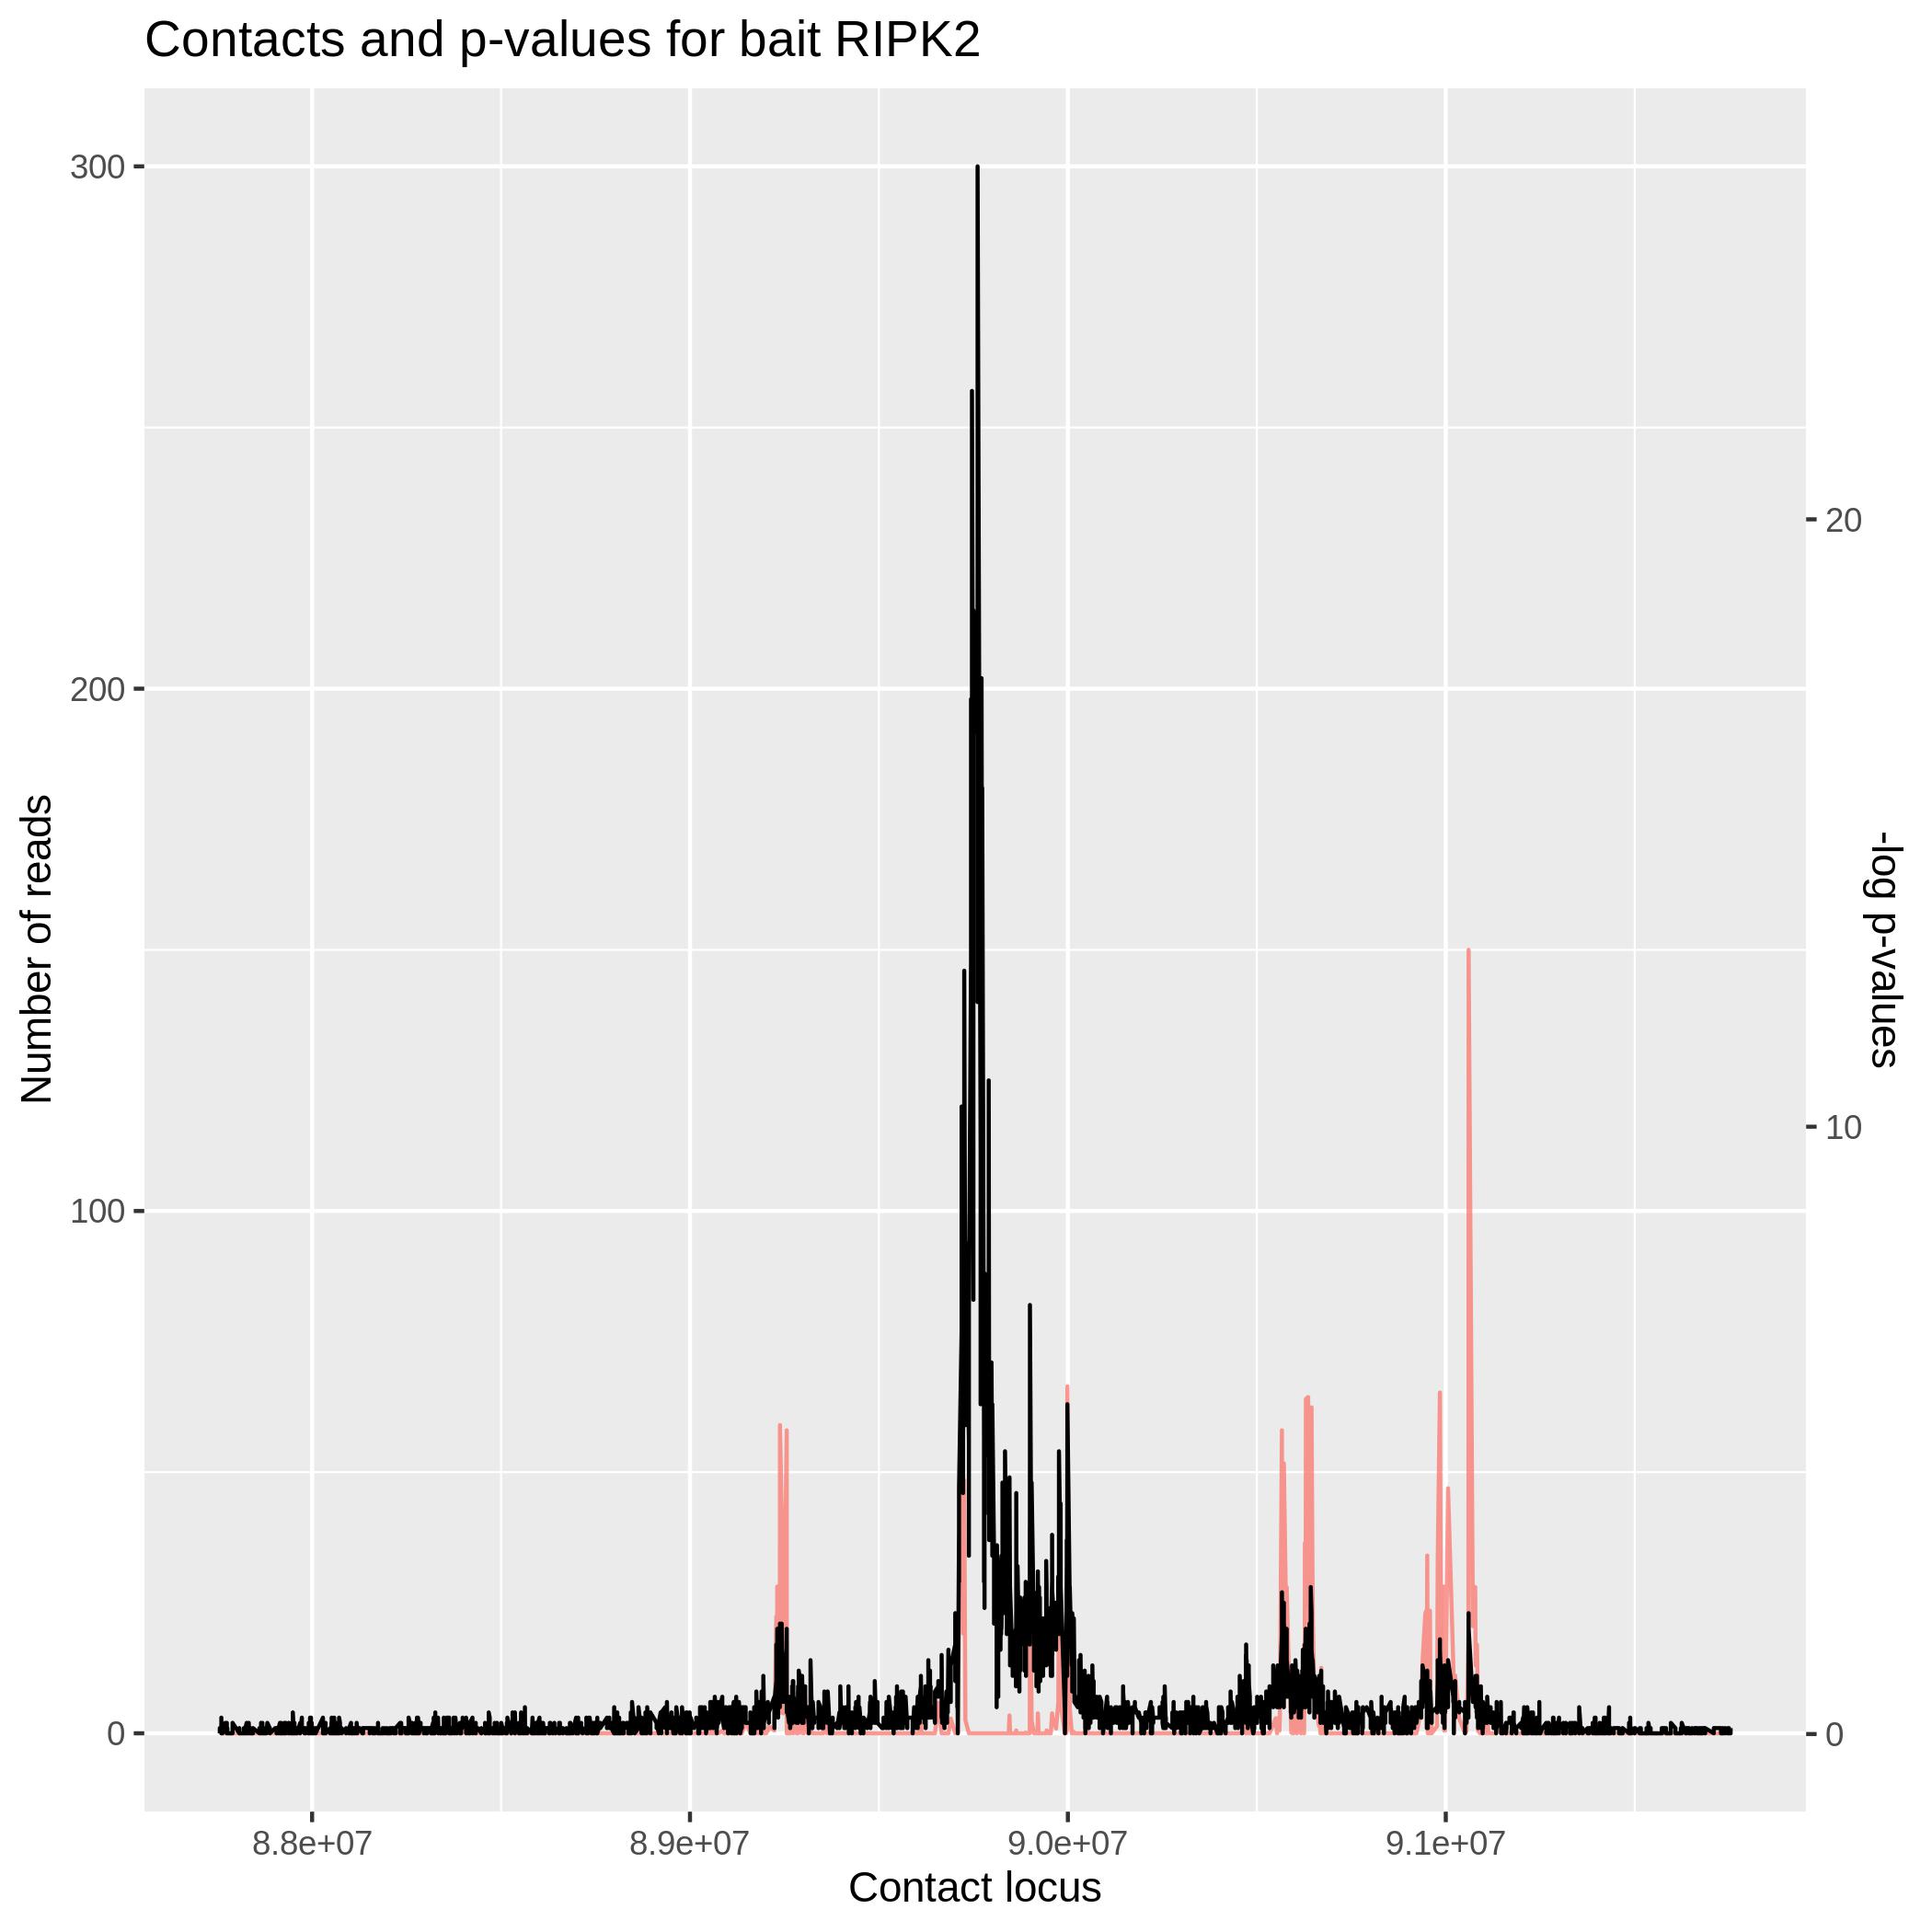 Contacts and p-values for bait RIPK2
300
200
100
0
Number of reads
20
10
0
-log p-values
8.8e+07 8.9e+07 9.0e+07 9.1e+07
Contact locus